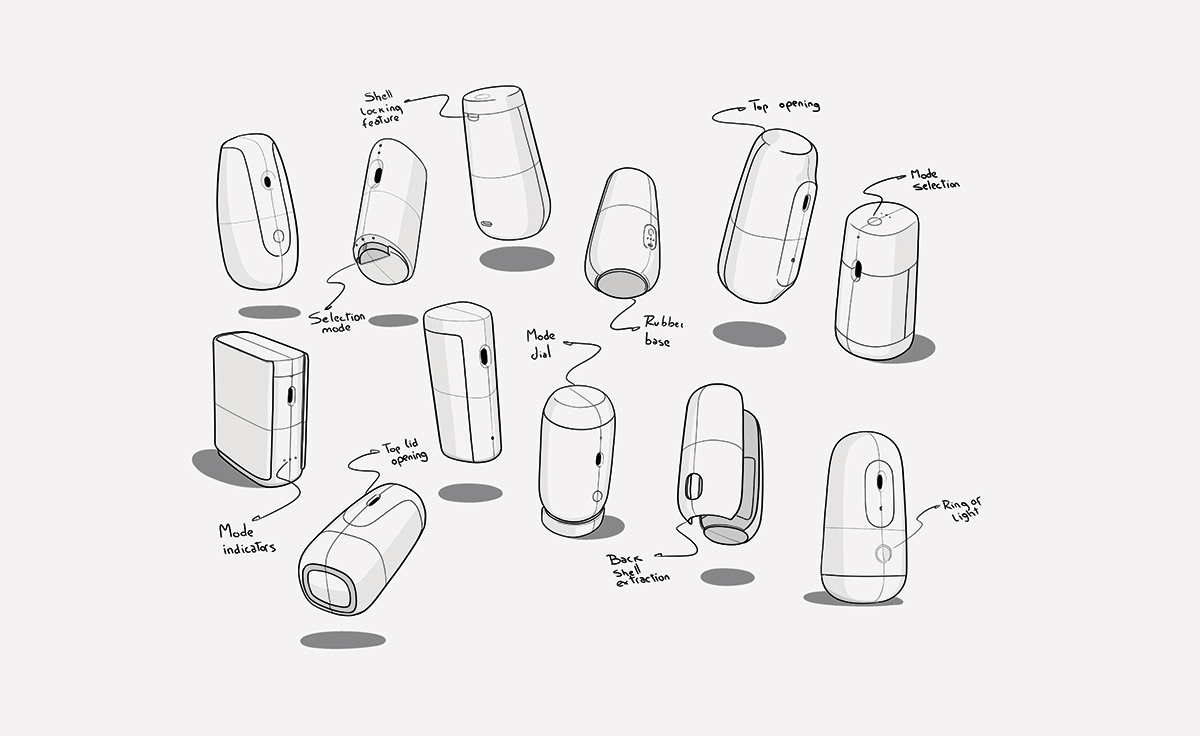 Shell
Locking
feature
Top opening
Mode
selection
Selection
mode
Rubber
base
Mode
dial
Top lid
opening
Mode
indicators
Back
shell
extraction
Ring of
light